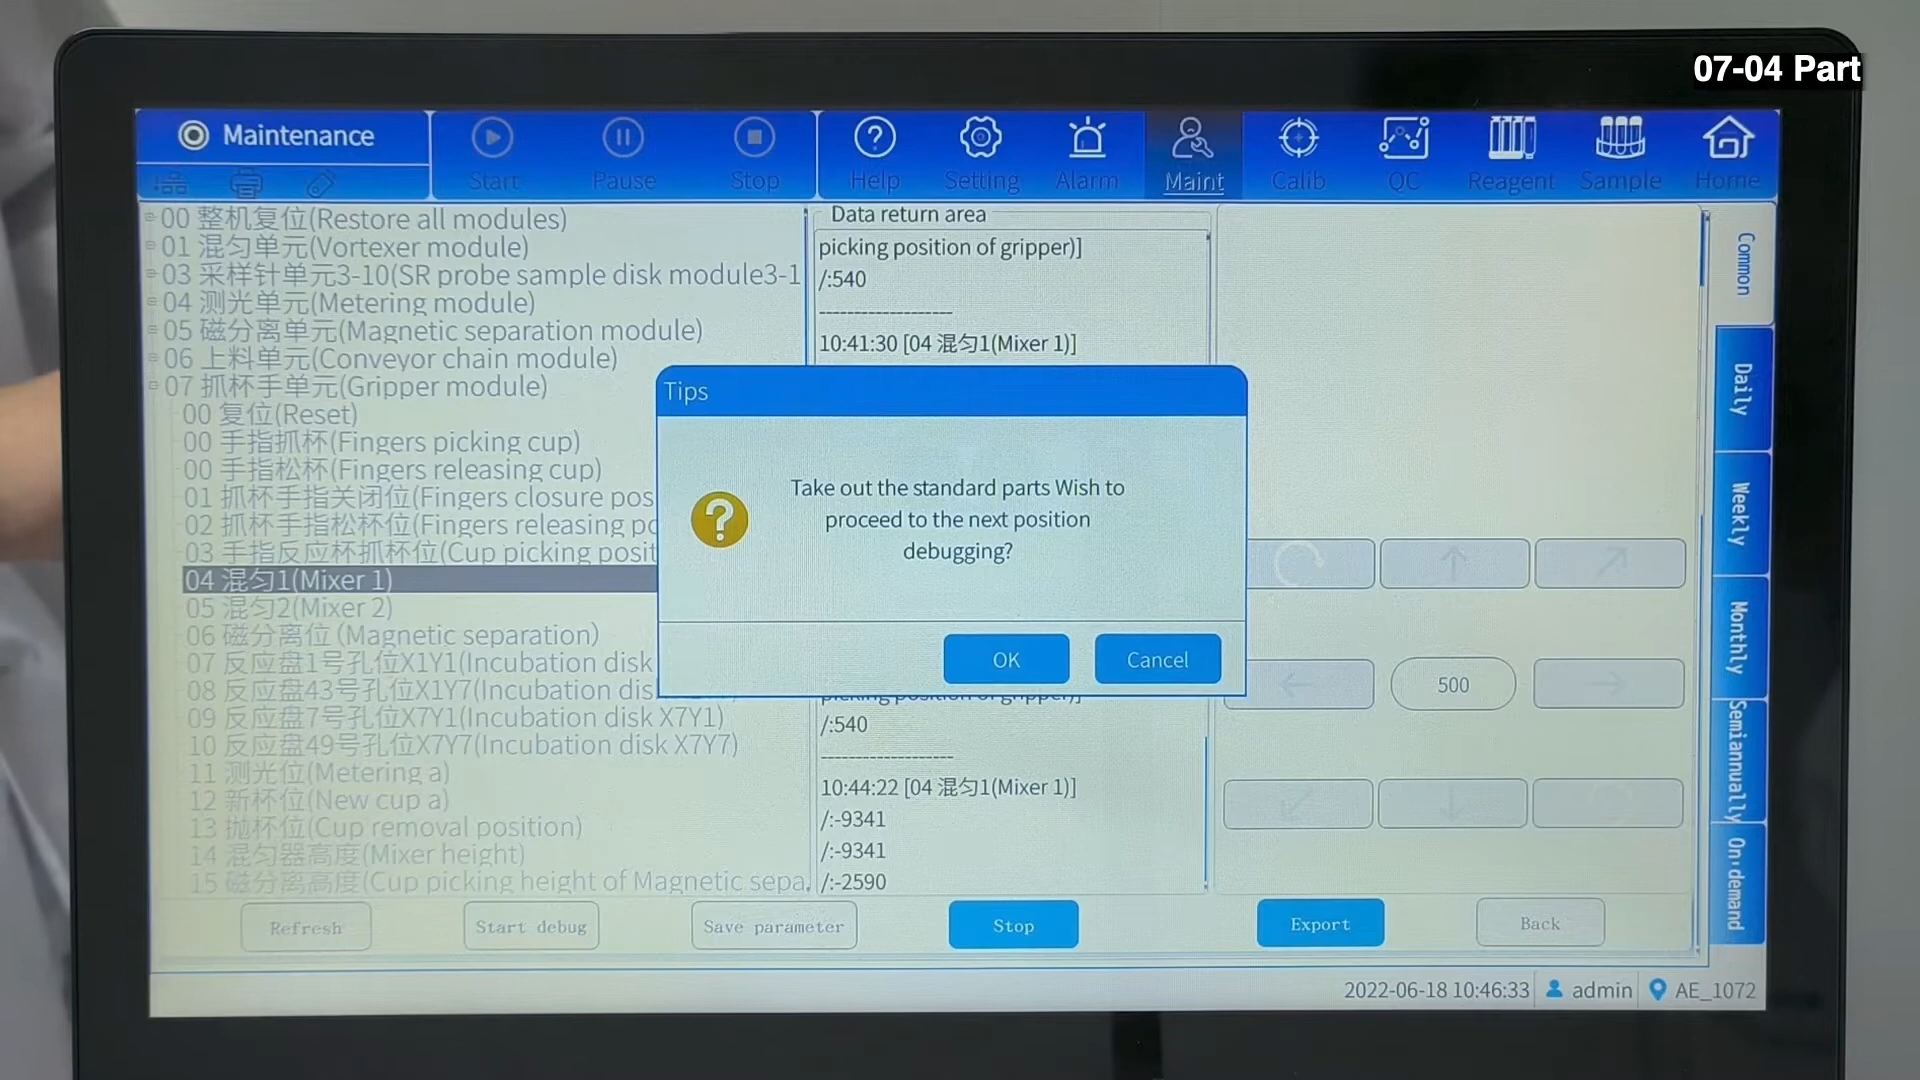 07-04 Part
Maintenance
Start
Pause
Stop
Help
Setting
Alarm
Maint
Calib
QC
Reagent
Sample
Home
00 整机复位(Restore all modules)
01 混匀单元(Vortexer module)
03 采样针单元3-10(SR probe sample disk module3-1
04 测光单元(Metering module)
05 磁分离单元(Magnetic separation module)
06 上料单元(Conveyor chain module)
07 抓杯手单元(Gripper module)
00 复位(Reset)
00 手指抓杯(Fingers picking cup)
00 手指松杯(Fingers releasing cup)
01 抓杯手指关闭位(Fingers closure pos
02 抓杯手指松杯位(Fingers releasing po
03 手指反应杯抓杯位(Cup picking posit
04 混匀1(Mixer 1)
05 混匀2(Mixer 2)
06 磁分离位(Magnetic separation)
07 反应盘1号孔位X1Y1(Incubation disk
08 反应盘43号孔位X1Y7(Incubation dis
09 反应盘7号孔位X7Y1(Incubation disk X7Y1)
10 反应盘49号孔位X7Y7(Incubation disk X7Y7)
11 测光位(Metering a)
12 新杯位(New cup a)
13 抛杯位(Cup removal position)
14 混匀器高度(Mixer height)
15 磁分离高度(Cup picking height of Magnetic sepa
Data return area
picking position of gripper)]
/:540
-------------------
10:41:30 [04 混匀1(Mixer 1)]
Tips
Take out the standard parts Wish to
proceed to the next position
debugging?
OK
Cancel
picking position of gripper)]
/:540
-------------------
10:44:22 [04 混匀1(Mixer 1)]
/:-9341
/:-9341
/:-2590
500
Common
Daily
Weekly
Monthly
Semiannually
On-demand
Refresh
Start debug
Save parameter
Stop
Export
Back
2022-06-18 10:46:33
admin
AE_1072